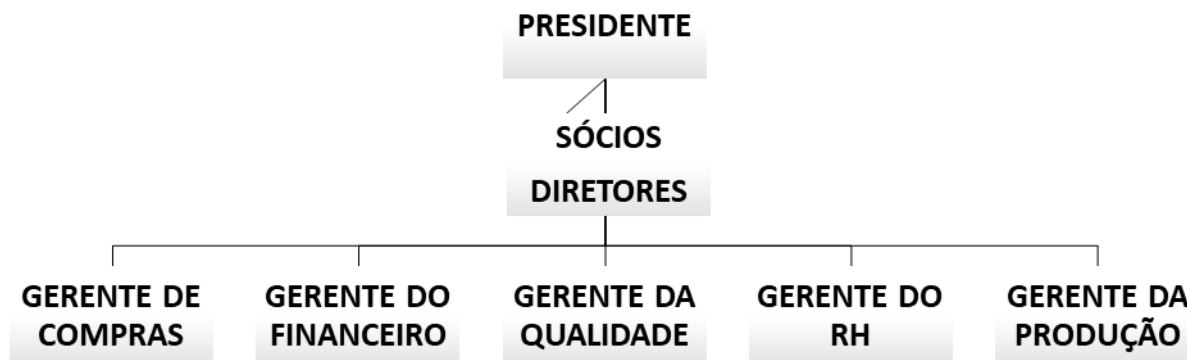 PRESIDENTE
SÓCIOS
DIRETORES
GERENTE DE
COMPRAS
GERENTE DO
FINANCEIRO
GERENTE DA
QUALIDADE
GERENTE DO
RH
GERENTE DA
PRODUÇÃO